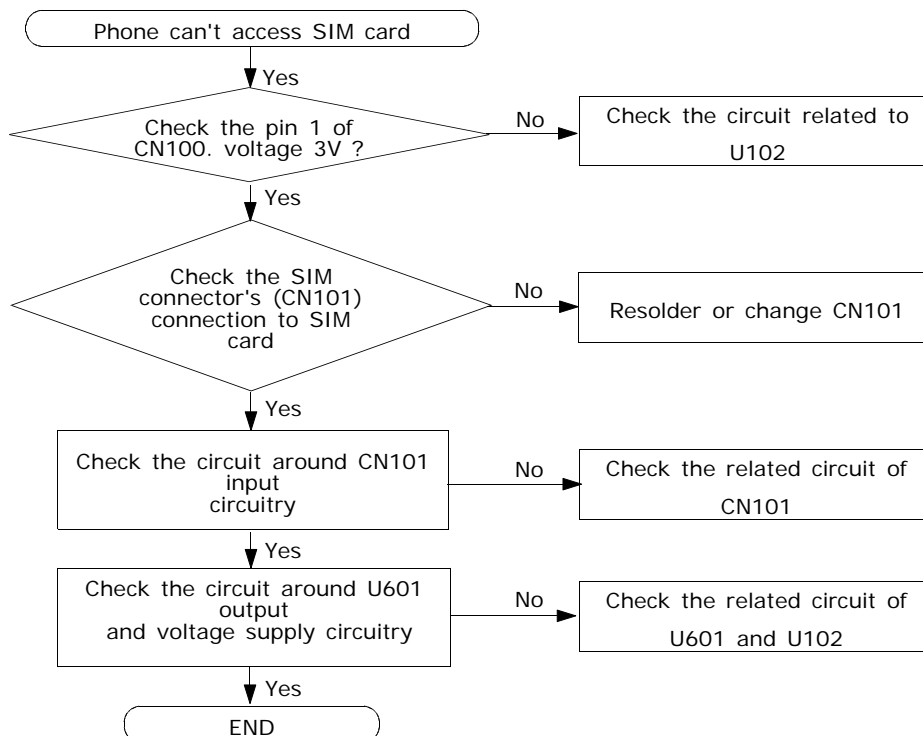 Phone can't access SIM card
Yes
Check the pin 1 of
CN100. voltage 3V ?
No
Check the circuit related to
U102
Yes
Check the SIM
connector's (CN101)
connection to SIM
card
No
Resolder or change CN101
Yes
Check the circuit around CN101
input
circuitry
No
Check the related circuit of
CN101
Yes
Check the circuit around U601
output
and voltage supply circuitry
No
Check the related circuit of
U601 and U102
Yes
END